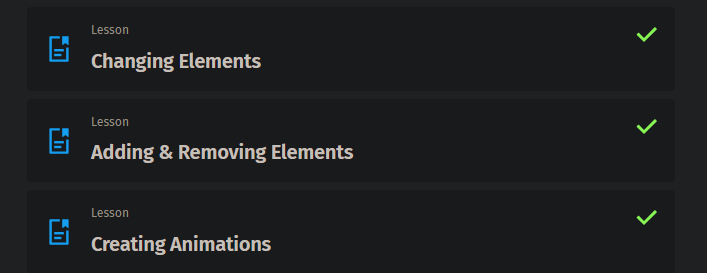 Lesson
Changing Elements
Lesson
Adding & Removing Elements
Lesson
Creating Animations